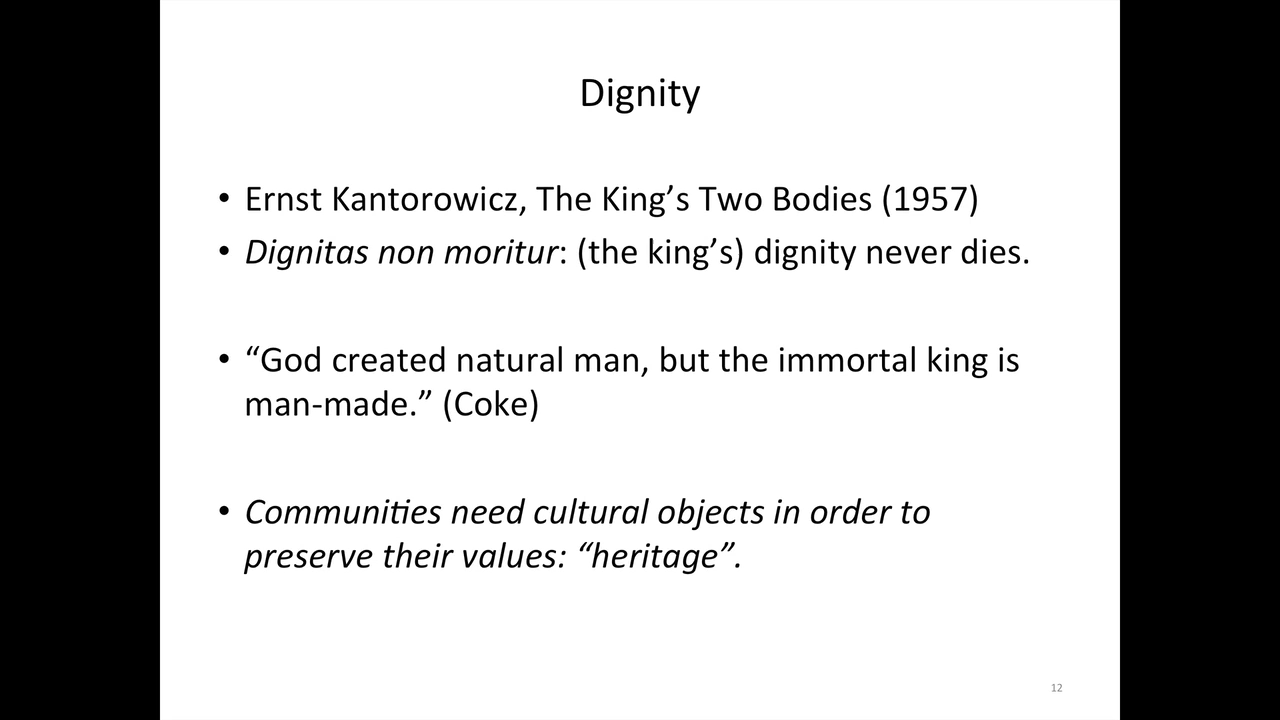 Dignity
• Ernst Kantorowicz, The King’s Two Bodies (1957)
• Dignitas non moritur: (the king’s) dignity never dies.
• “God created natural man, but the immortal king is
man-made.” (Coke)
• Communities need cultural objects in order to
preserve their values: “heritage”.
12